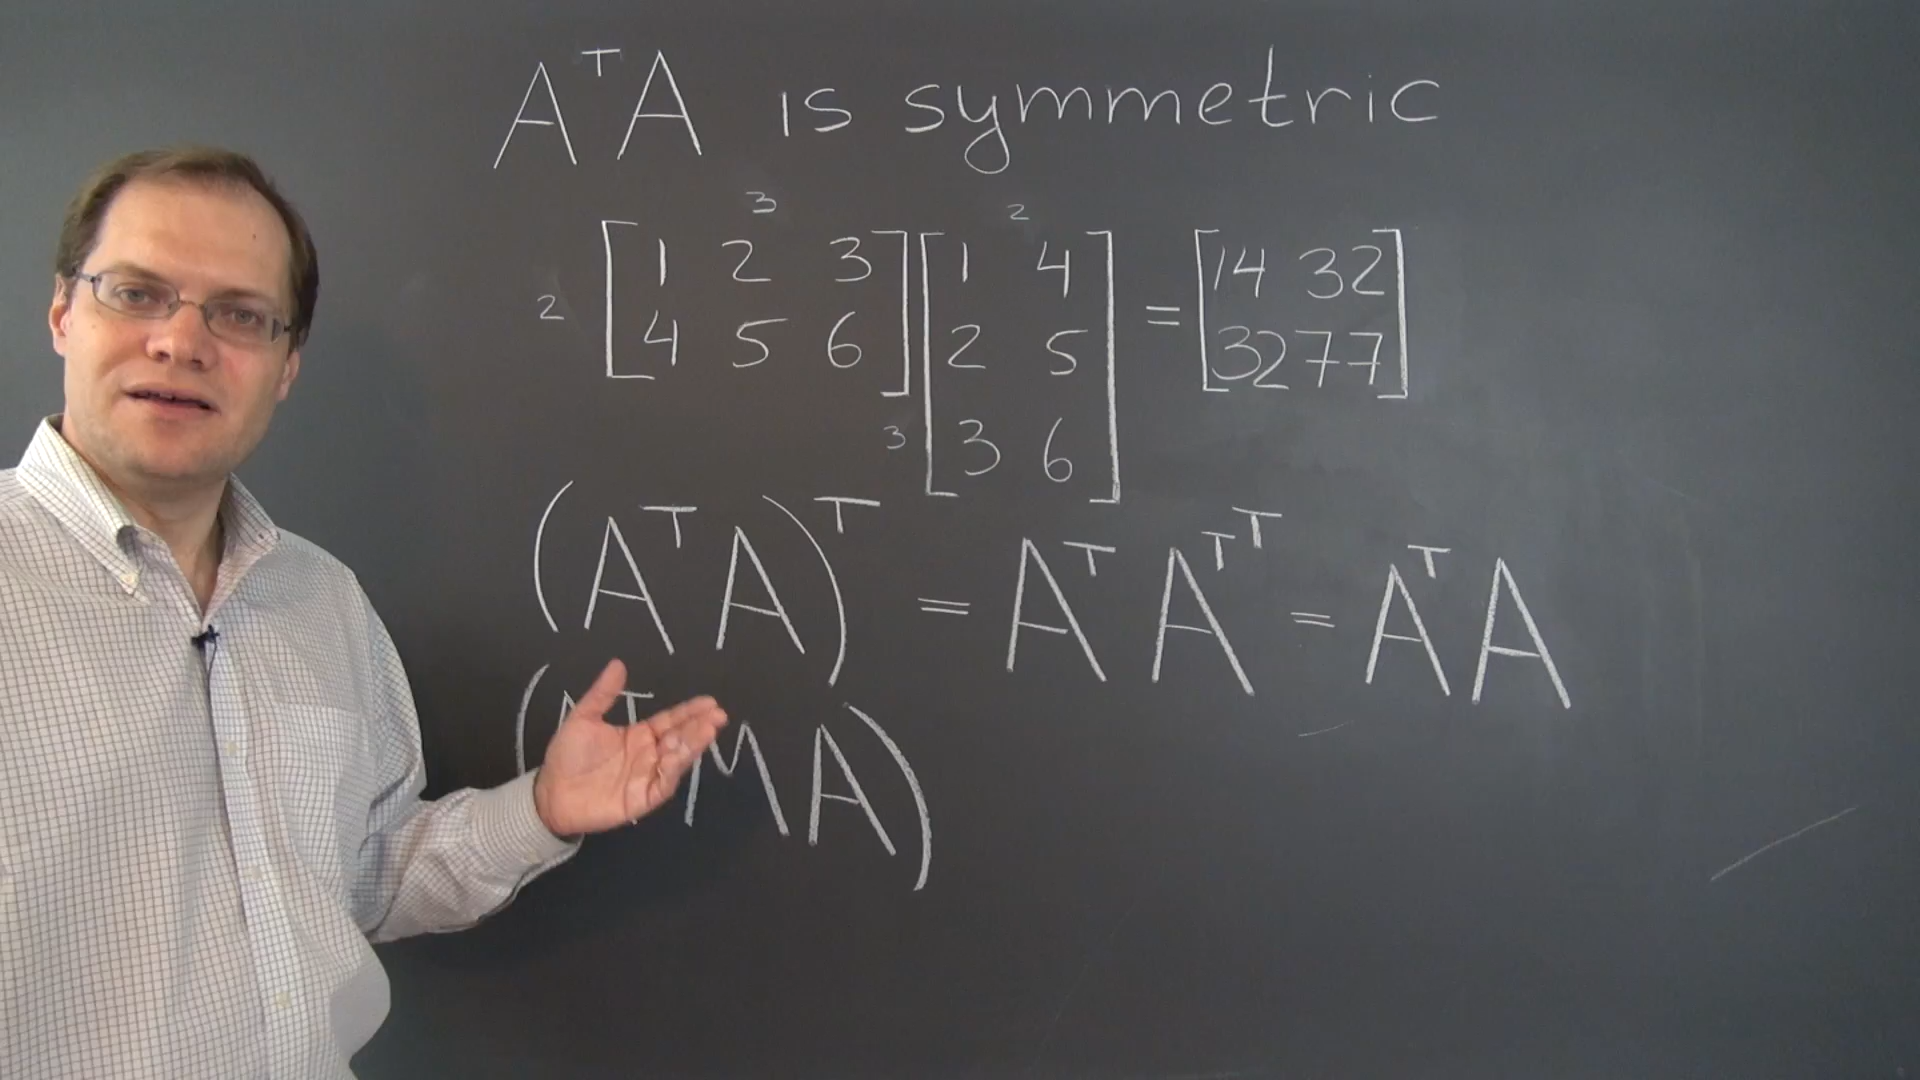 AᵀA is symmetric
3 2
2 [1 2 3] [1 4] = [14 32]
[4 5 6] [2 5] [32 77]
3 [3 6]
(AᵀA)ᵀ = AᵀAᵀᵀ = AᵀA
( ᵀMA)